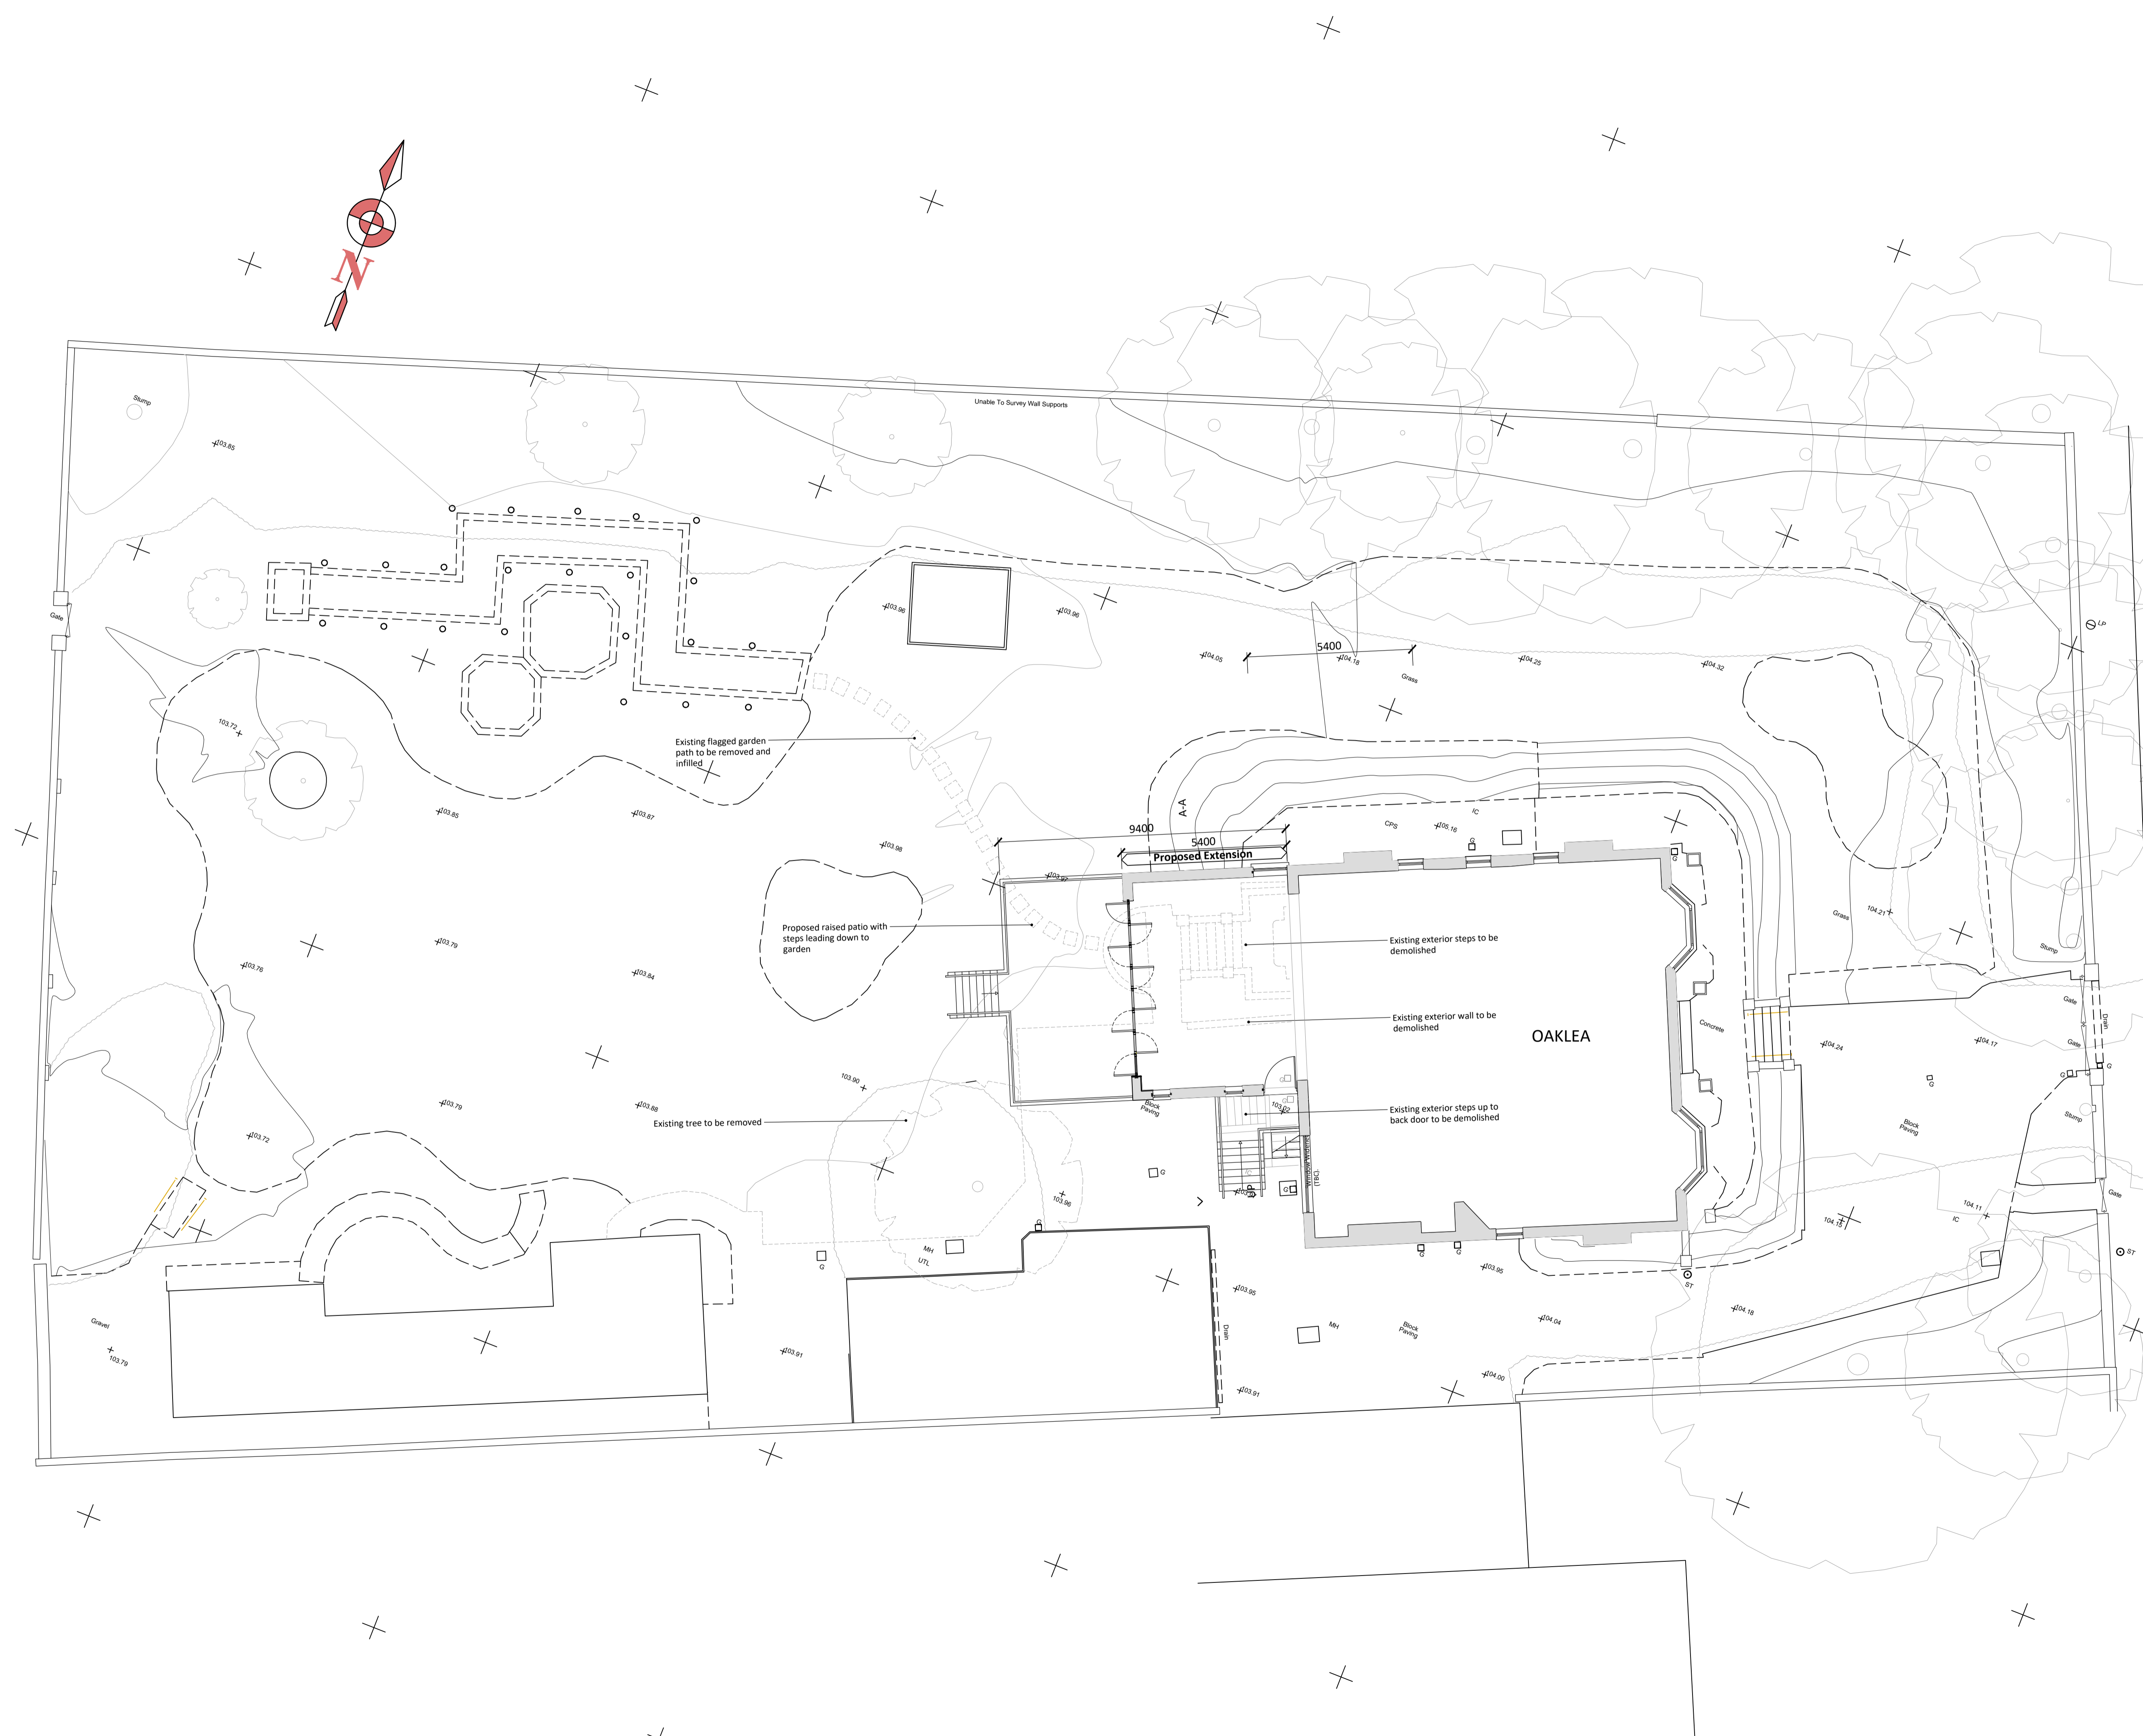 N
Stump
103.85
Unable To Survey Wall Supports
Gate
103.96
103.96
104.05
5400
104.18
Grass
104.25
104.32
LP
103.72
Existing flagged garden
path to be removed and
infilled
103.85
103.87
103.98
103.97
9400
5400
Proposed Extension
A-A
CPS
105.16
IC
G
G
Proposed raised patio with
steps leading down to
garden
Existing exterior steps to be
demolished
Existing exterior wall to be
demolished
OAKLEA
Concrete
Grass
104.21
Stump
Gate
Gate
Drain
104.24
104.17
G
G
G
103.76
103.79
103.84
103.90
103.79
103.88
103.72
Existing tree to be removed
Block
Paving
103.02
Existing exterior steps up to
back door to be demolished
G
G
(TBC)
103.96
G
MH
UTL
G
Block
Paving
Stump
Gate
104.11
IC
104.15
ST
G
G
103.95
ST
104.18
Gravel
103.79
103.91
103.95
Drain
MH
Block
Paving
104.04
104.00
103.91